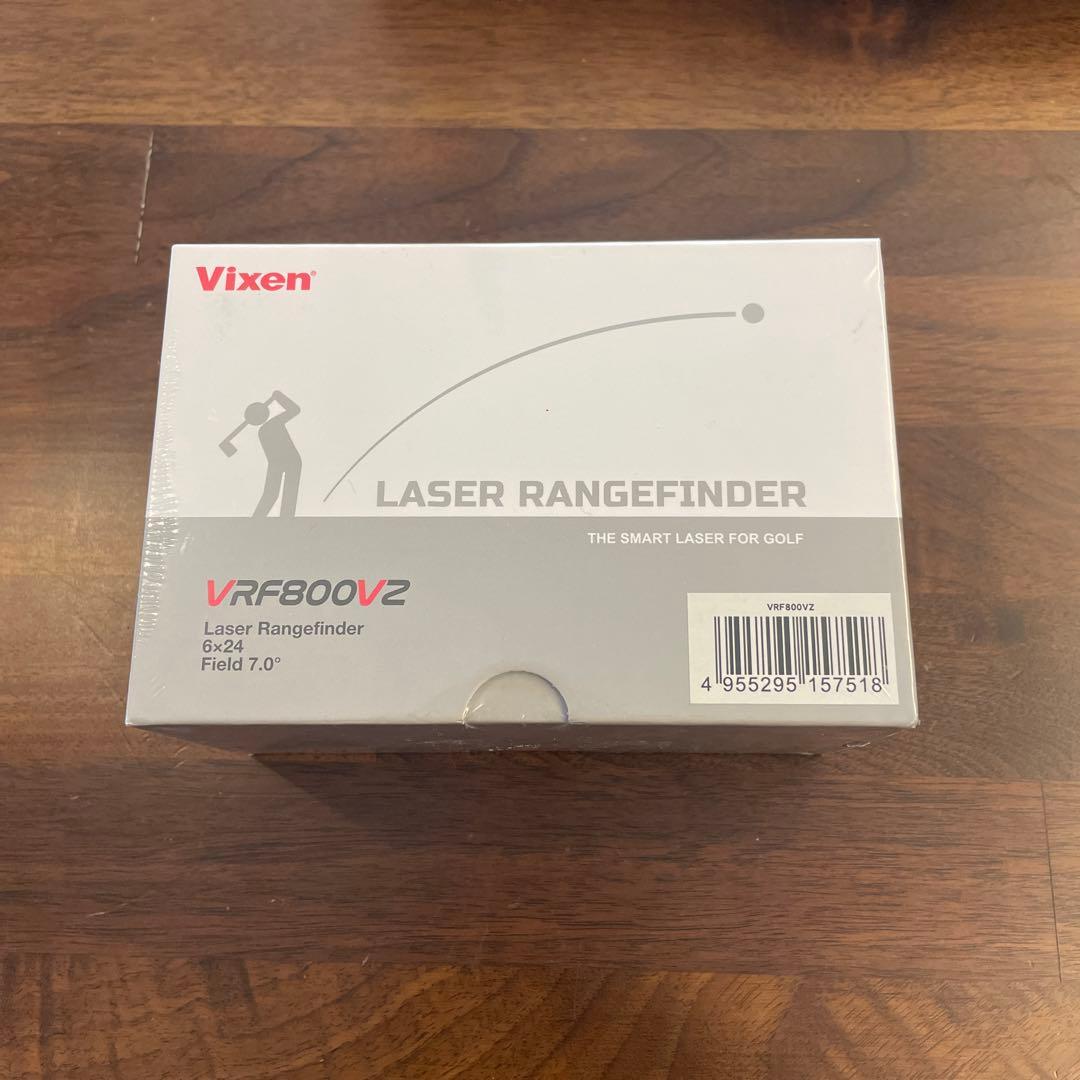 Vixen®
LASER RANGEFINDER
THE SMART LASER FOR GOLF
VRF800VZ
Laser Rangefinder
6×24
Field 7.0°
VRF800VZ
4 955295 157518